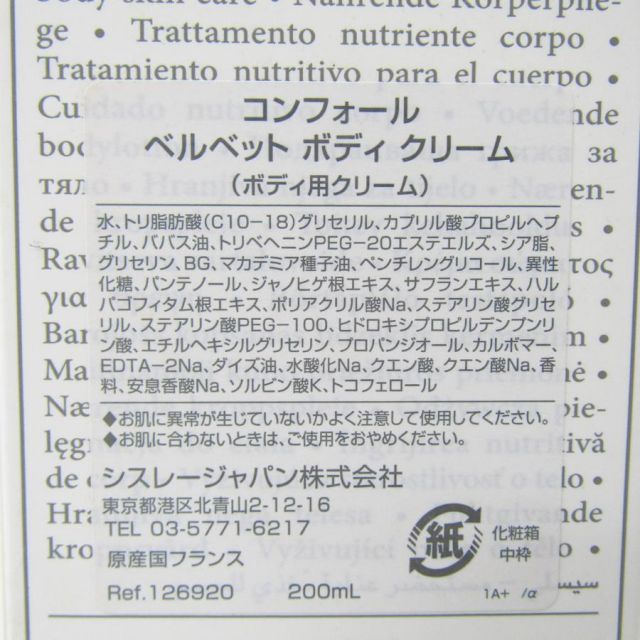 body skin care • Nährende Körperpfle-
ge • Trattamento nutriente corpo •
Tratamiento nutritivo para el cuerpo •
コンフォール
ベルベット ボディ クリーム
(ボディ用クリーム)
水、トリ脂肪酸(C10-18)グリセリル、カプリル酸プロピルヘプ
チル、ババス油、トリベヘニンPEG-20エステエルズ、シア脂、
グリセリン、BG、マカデミア種子油、ペンチレングリコール、異性
化糖、パンテノール、ジャノヒゲ根エキス、サフランエキス、ハル
パゴフィタム根エキス、ポリアクリル酸Na、ステアリン酸グリセ
リル、ステアリン酸PEG-100、ヒドロキシプロピルデンプンリ
ン酸、エチルヘキシルグリセリン、プロパンジオール、カルボマー、
EDTA-2Na、ダイズ油、水酸化Na、クエン酸、クエン酸Na、香
料、安息香酸Na、ソルビン酸K、トコフェロール
◆お肌に異常が生じていないかよく注意して使用してください。
◆お肌に合わないときは、ご使用をおやめください。
シスレージャパン株式会社
東京都港区北青山2-12-16
TEL 03-5771-6217
原産国フランス
Ref.126920 200mL
紙
化粧箱
中枠
1A+ /α